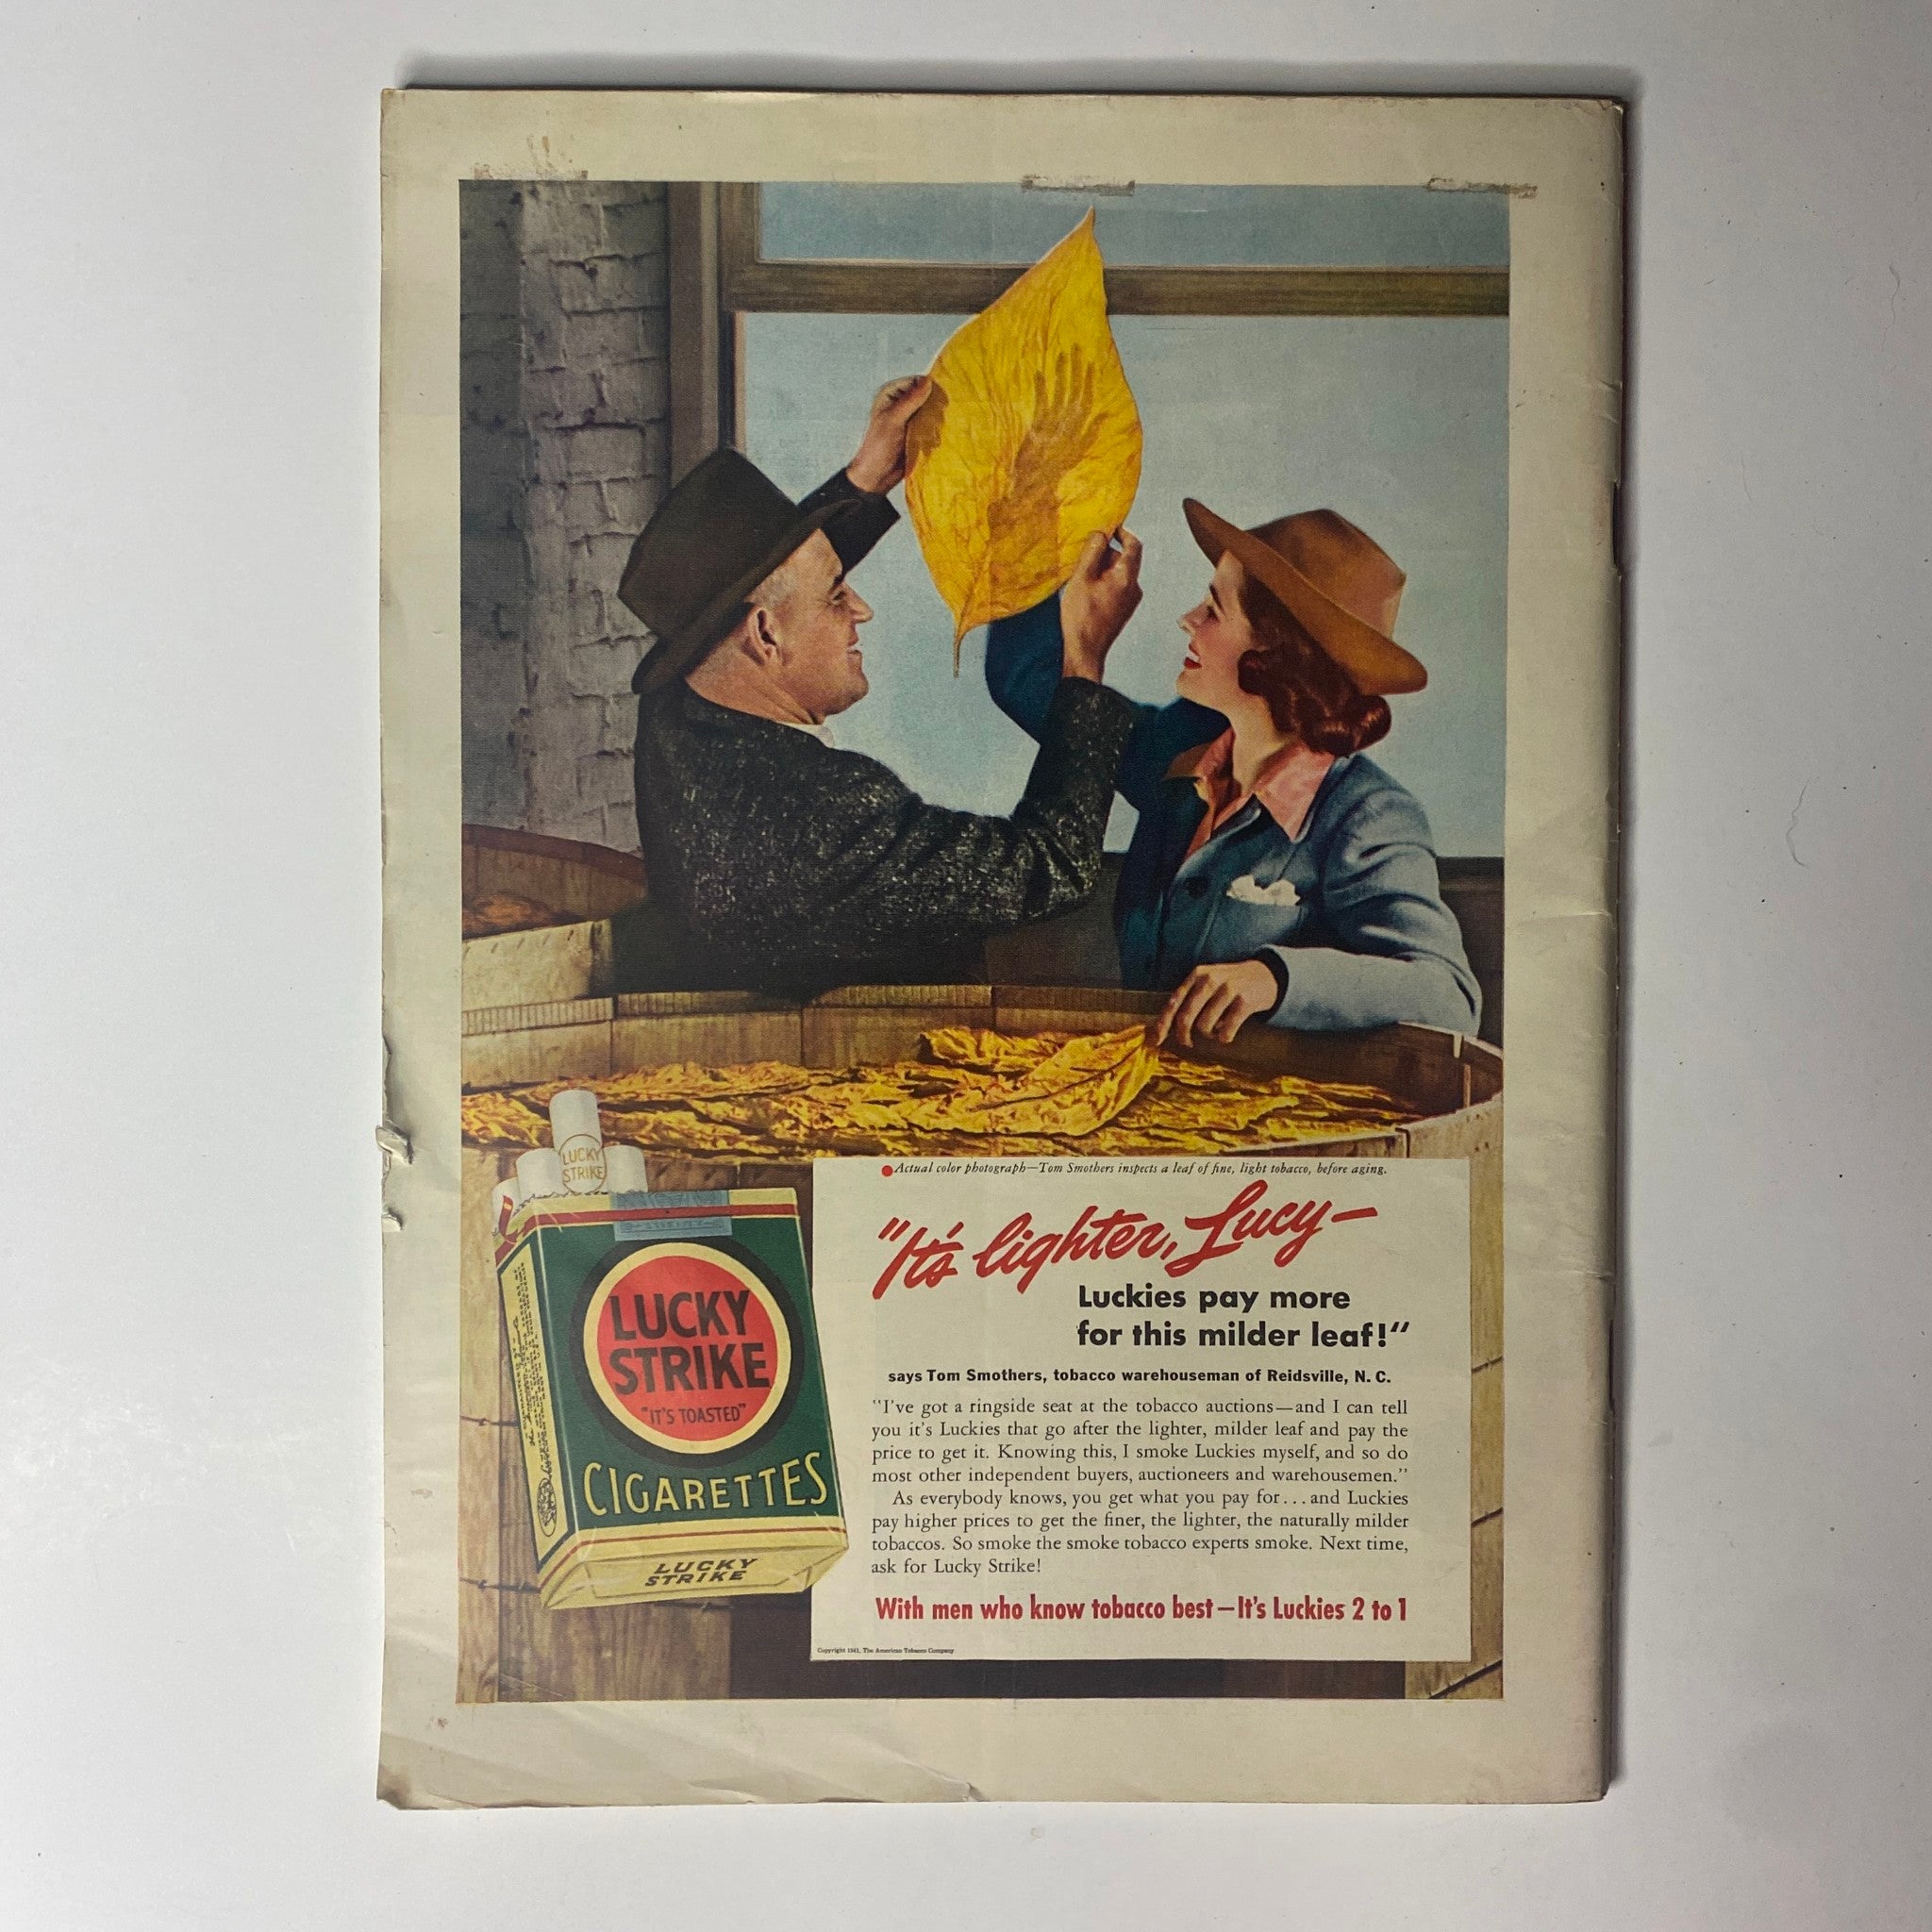 ●Actual color photograph—Tom Smothers inspects a leaf of fine, light tobacco, before aging.
"It's lighter, Lucy—
Luckies pay more
for this milder leaf!"
says Tom Smothers, tobacco warehouseman of Reidsville, N. C.
"I've got a ringside seat at the tobacco auctions—and I can tell
you it's Luckies that go after the lighter, milder leaf and pay the
price to get it. Knowing this, I smoke Luckies myself, and so do
most other independent buyers, auctioneers and warehousemen."
As everybody knows, you get what you pay for...and Luckies
pay higher prices to get the finer, the lighter, the naturally milder
tobaccos. So smoke the smoke tobacco experts smoke. Next time,
ask for Lucky Strike!
With men who know tobacco best—It's Luckies 2 to 1
Copyright 1941, The American Tobacco Company
LUCKY
STRIKE
LUCKY
STRIKE
"IT'S TOASTED"
CIGARETTES
LUCKY
STRIKE